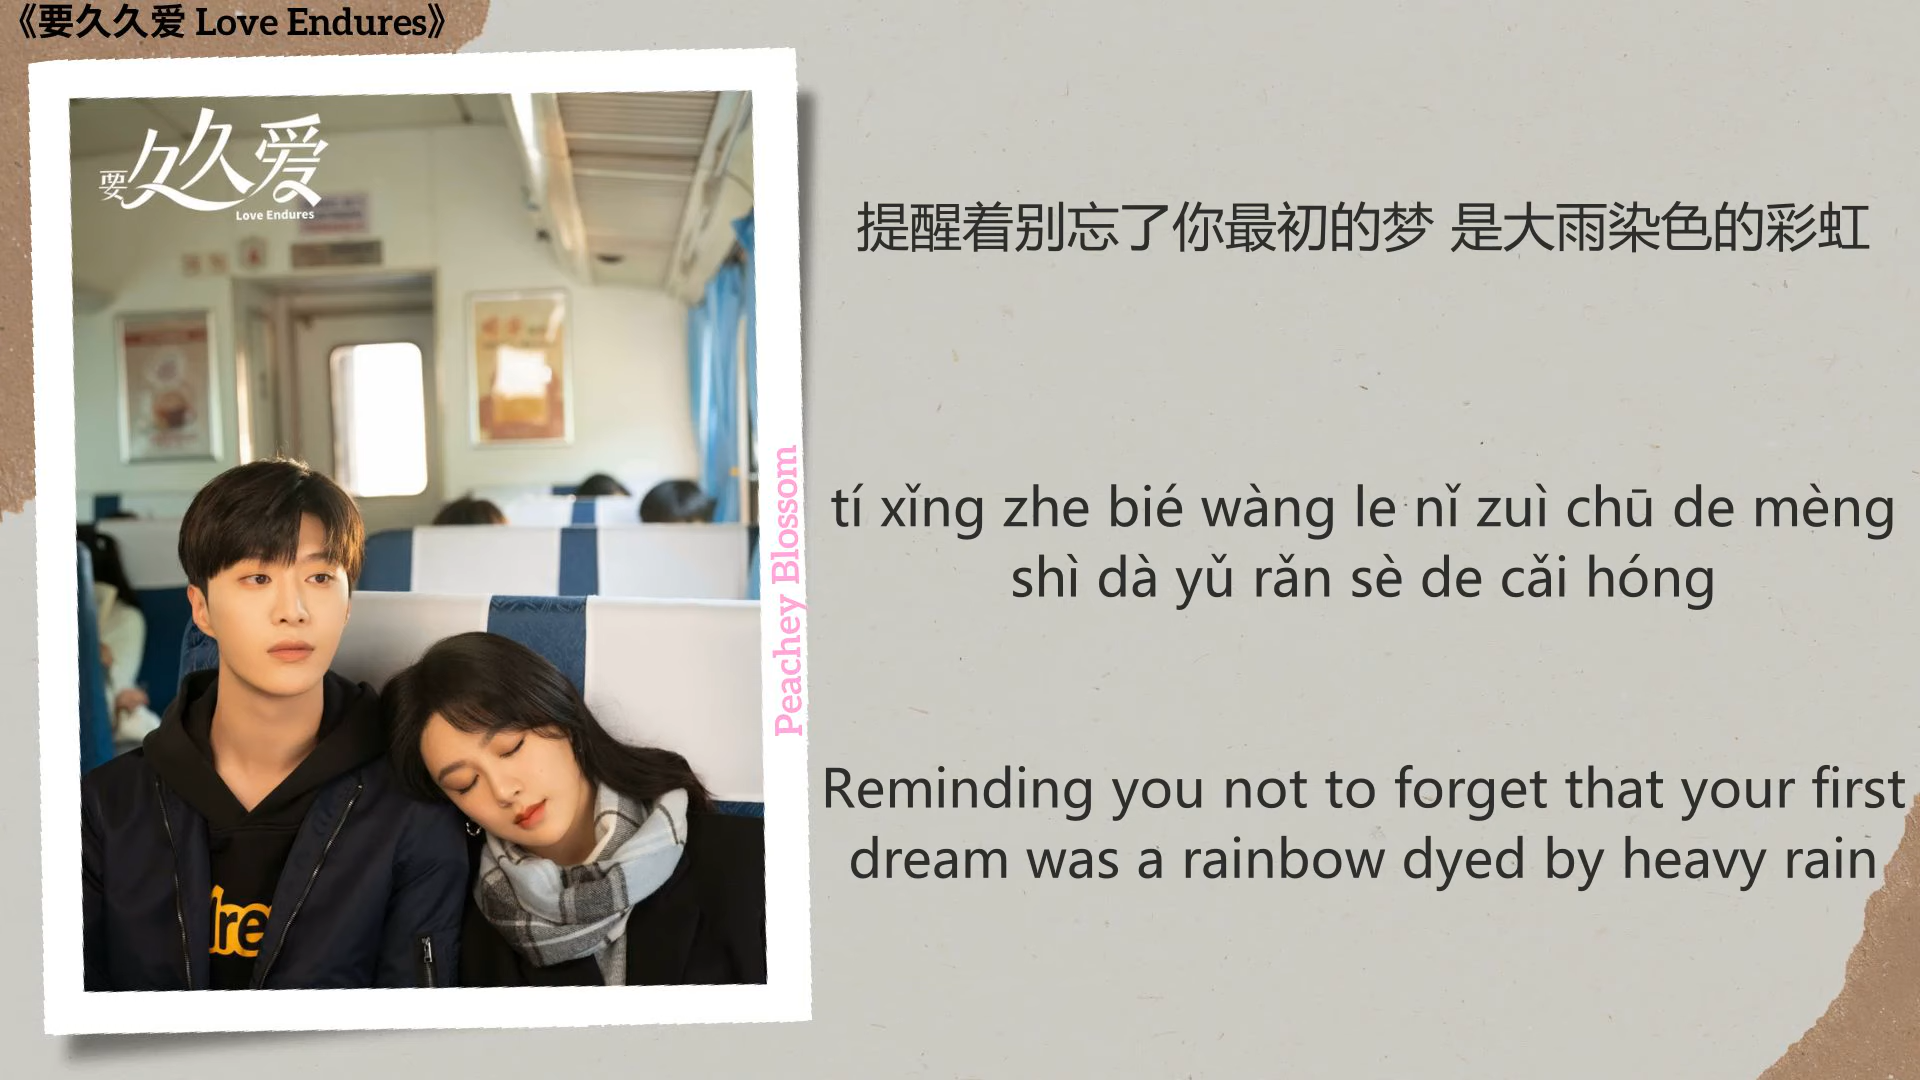 《要久久爱 Love Endures》
要久久爱
Love Endures
提醒着别忘了你最初的梦 是大雨染色的彩虹
tí xǐng zhe bié wàng le nǐ zuì chū de mèng
shì dà yǔ rǎn sè de cǎi hóng
Reminding you not to forget that your first
dream was a rainbow dyed by heavy rain
Peachey Blossom